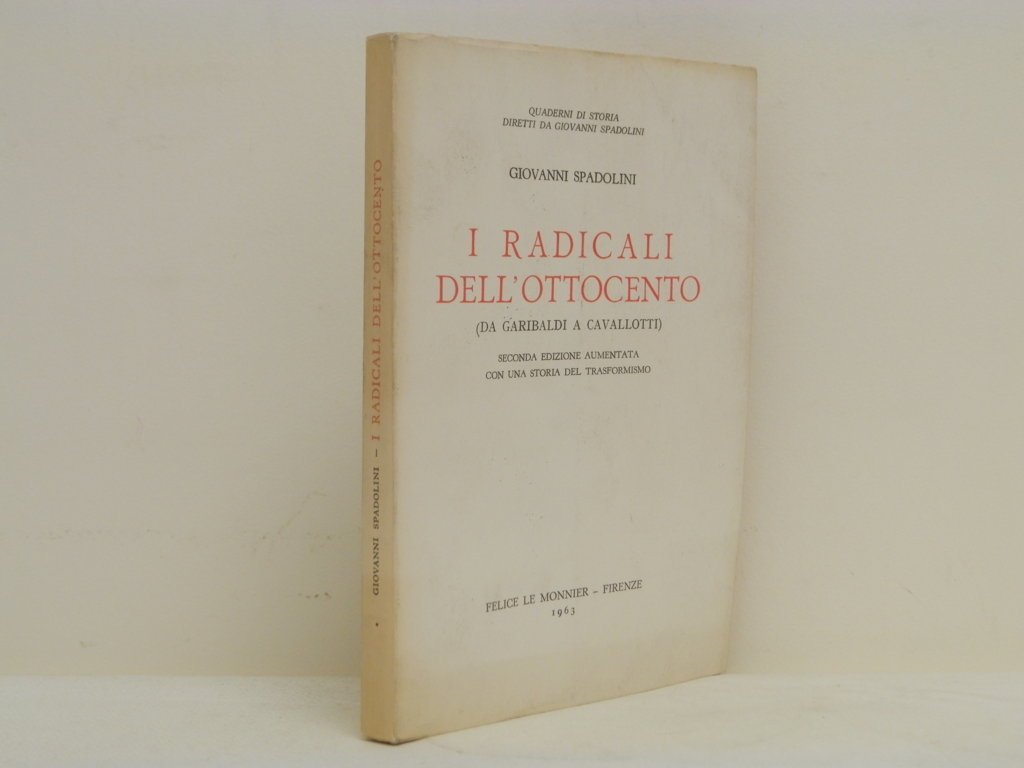 QUADERNI DI STORIA
DIRETTI DA GIOVANNI SPADOLINI
GIOVANNI SPADOLINI
I RADICALI
DELL'OTTOCENTO
(DA GARIBALDI A CAVALLOTTI)
SECONDA EDIZIONE AUMENTATA
CON UNA STORIA DEL TRASFORMISMO
FELICE LE MONNIER – FIRENZE
1963
GIOVANNI SPADOLINI – I RADICALI DELL'OTTOCENTO